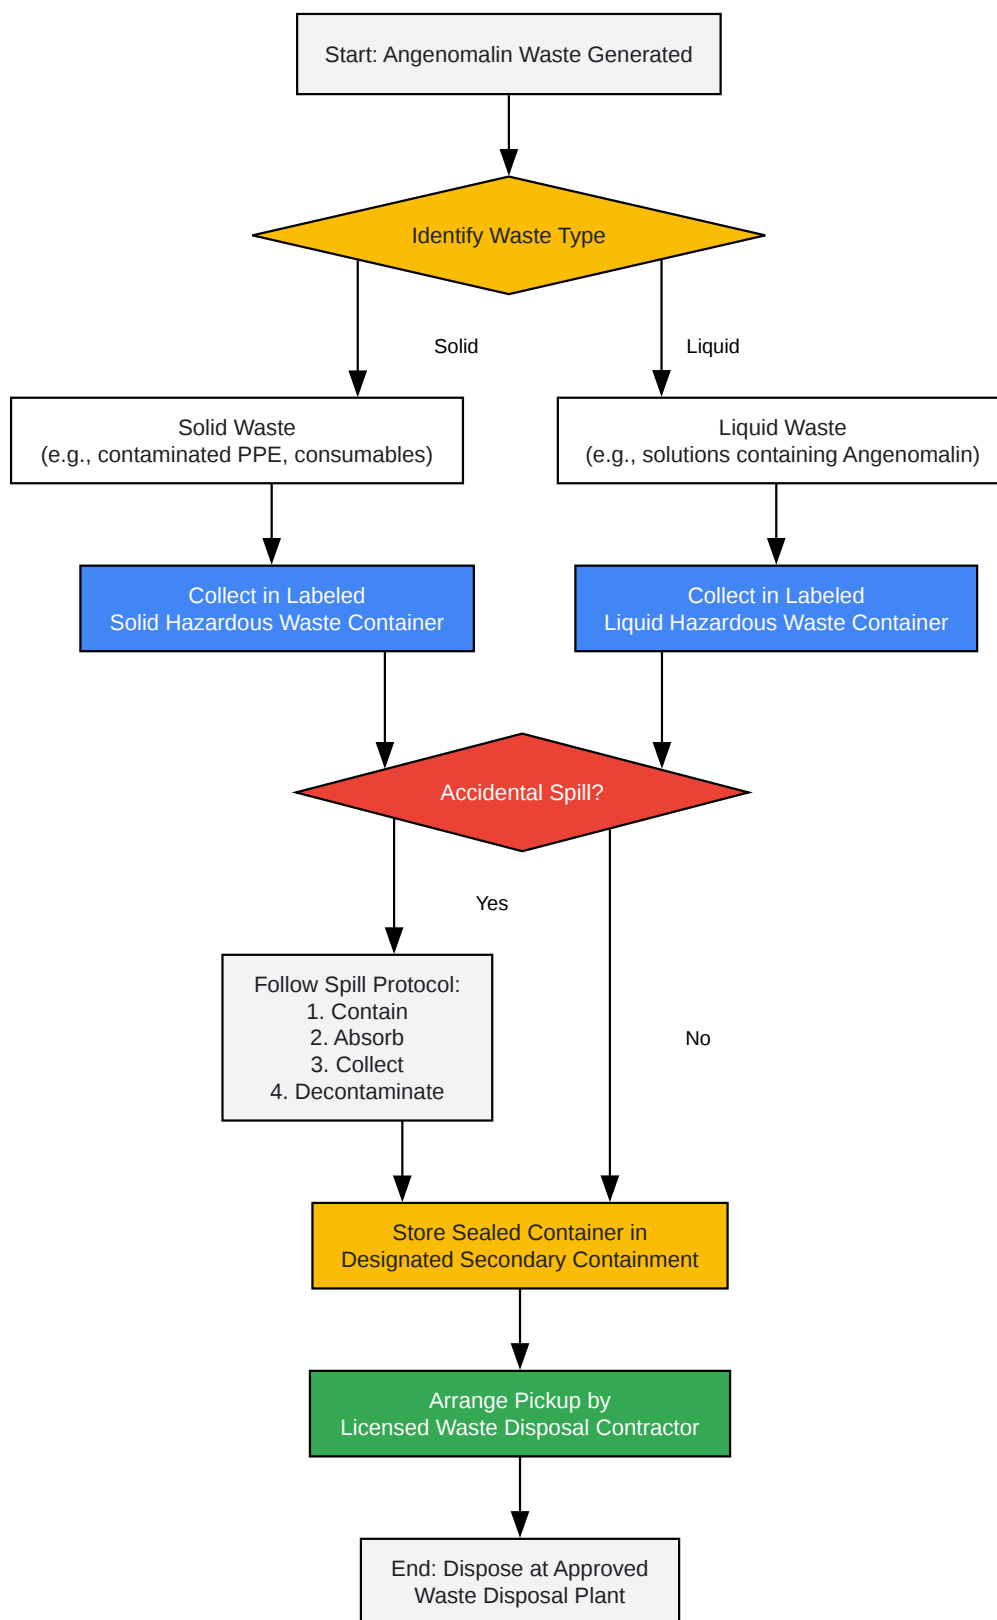 Start: Angenomalin Waste Generated
Identify Waste Type
Solid
Liquid
Solid Waste
(e.g., contaminated PPE, consumables)
Liquid Waste
(e.g., solutions containing Angenomalin)
Collect in Labeled
Solid Hazardous Waste Container
Collect in Labeled
Liquid Hazardous Waste Container
Accidental Spill?
Yes
Follow Spill Protocol:
1. Contain
2. Absorb
3. Collect
4. Decontaminate
No
Store Sealed Container in
Designated Secondary Containment
Arrange Pickup by
Licensed Waste Disposal Contractor
End: Dispose at Approved
Waste Disposal Plant